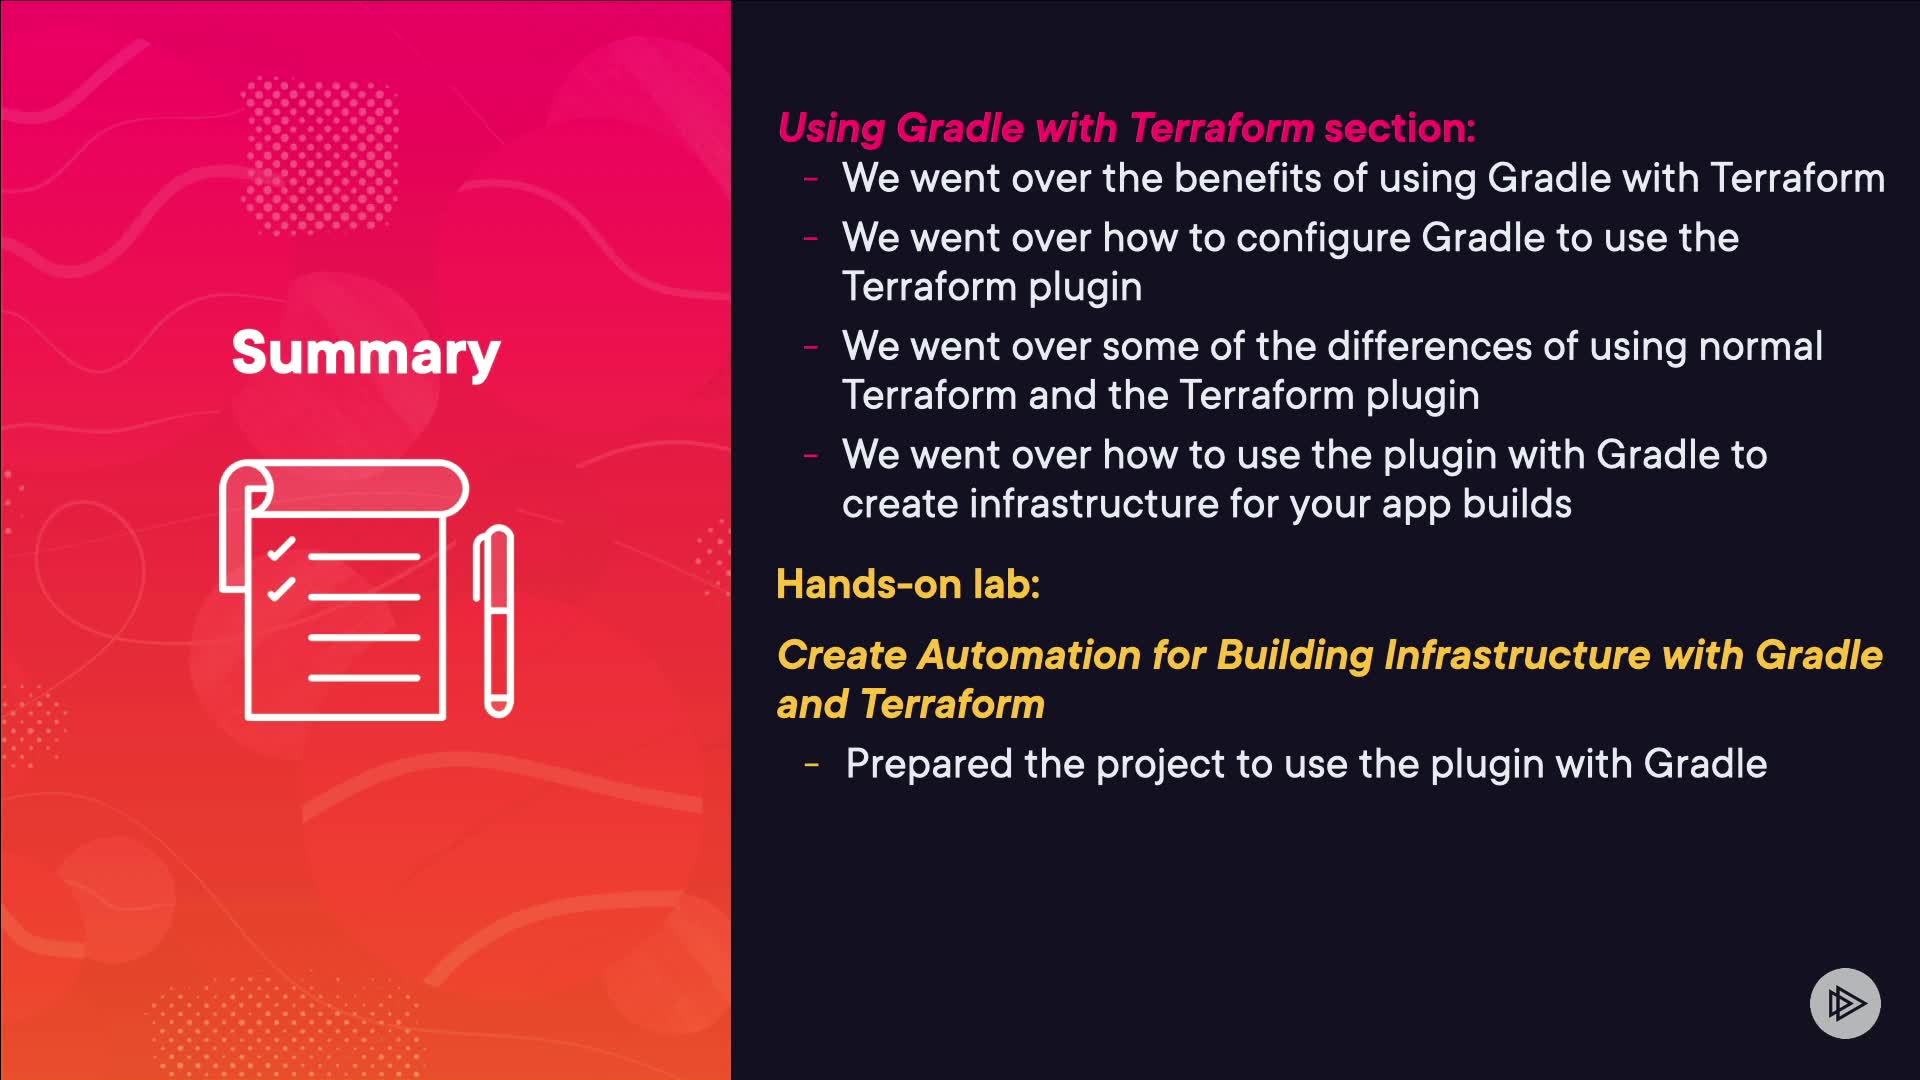 Summary
Using Gradle with Terraform section:
- We went over the benefits of using Gradle with Terraform
- We went over how to configure Gradle to use the
Terraform plugin
- We went over some of the differences of using normal
Terraform and the Terraform plugin
- We went over how to use the plugin with Gradle to
create infrastructure for your app builds
Hands-on lab:
Create Automation for Building Infrastructure with Gradle
and Terraform
- Prepared the project to use the plugin with Gradle